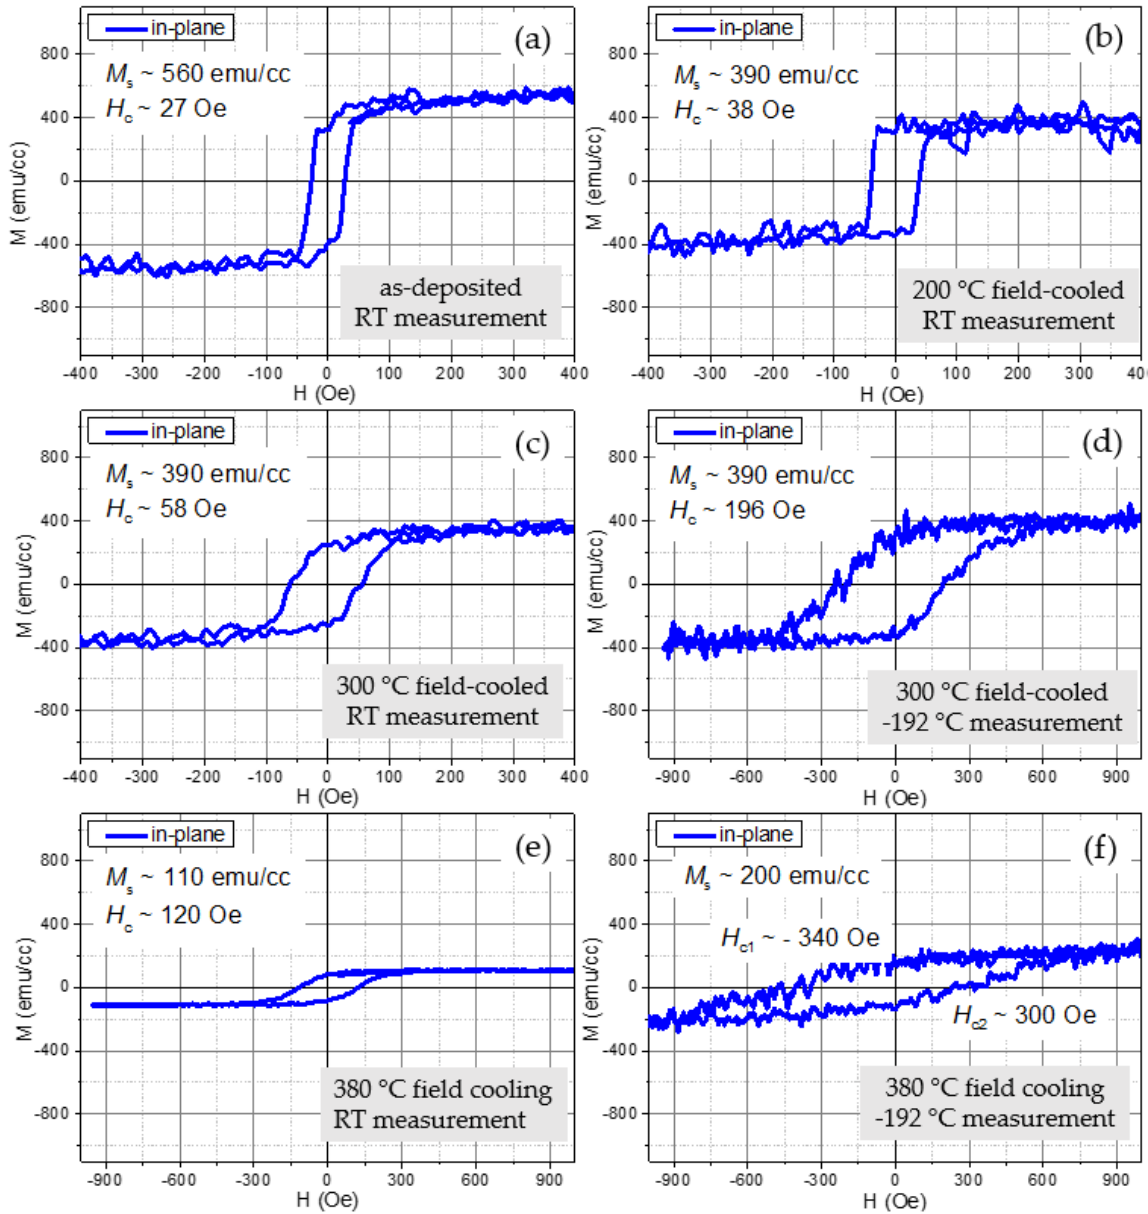 in-plane
(a)
Ms ~ 560 emu/cc
Hc ~ 27 Oe
as-deposited
RT measurement
M (emu/cc)
800
400
0
-400
-800
-400 -300 -200 -100 0 100 200 300 400
H (Oe)
in-plane
(b)
Ms ~ 390 emu/cc
Hc ~ 38 Oe
200 °C field-cooled
RT measurement
M (emu/cc)
800
400
0
-400
-800
-400 -300 -200 -100 0 100 200 300 400
H (Oe)
in-plane
(c)
Ms ~ 390 emu/cc
Hc ~ 58 Oe
300 °C field-cooled
RT measurement
M (emu/cc)
800
400
0
-400
-800
-400 -300 -200 -100 0 100 200 300 400
H (Oe)
in-plane
(d)
Ms ~ 390 emu/cc
Hc ~ 196 Oe
300 °C field-cooled
-192 °C measurement
M (emu/cc)
800
400
0
-400
-800
-900 -600 -300 0 300 600 900
H (Oe)
in-plane
(e)
Ms ~ 110 emu/cc
Hc ~ 120 Oe
380 °C field cooling
RT measurement
M (emu/cc)
800
400
0
-400
-800
-900 -600 -300 0 300 600 900
H (Oe)
in-plane
(f)
Ms ~ 200 emu/cc
Hc1 ~ - 340 Oe
Hc2 ~ 300 Oe
380 °C field cooling
-192 °C measurement
M (emu/cc)
800
400
0
-400
-800
-900 -600 -300 0 300 600 900
H (Oe)